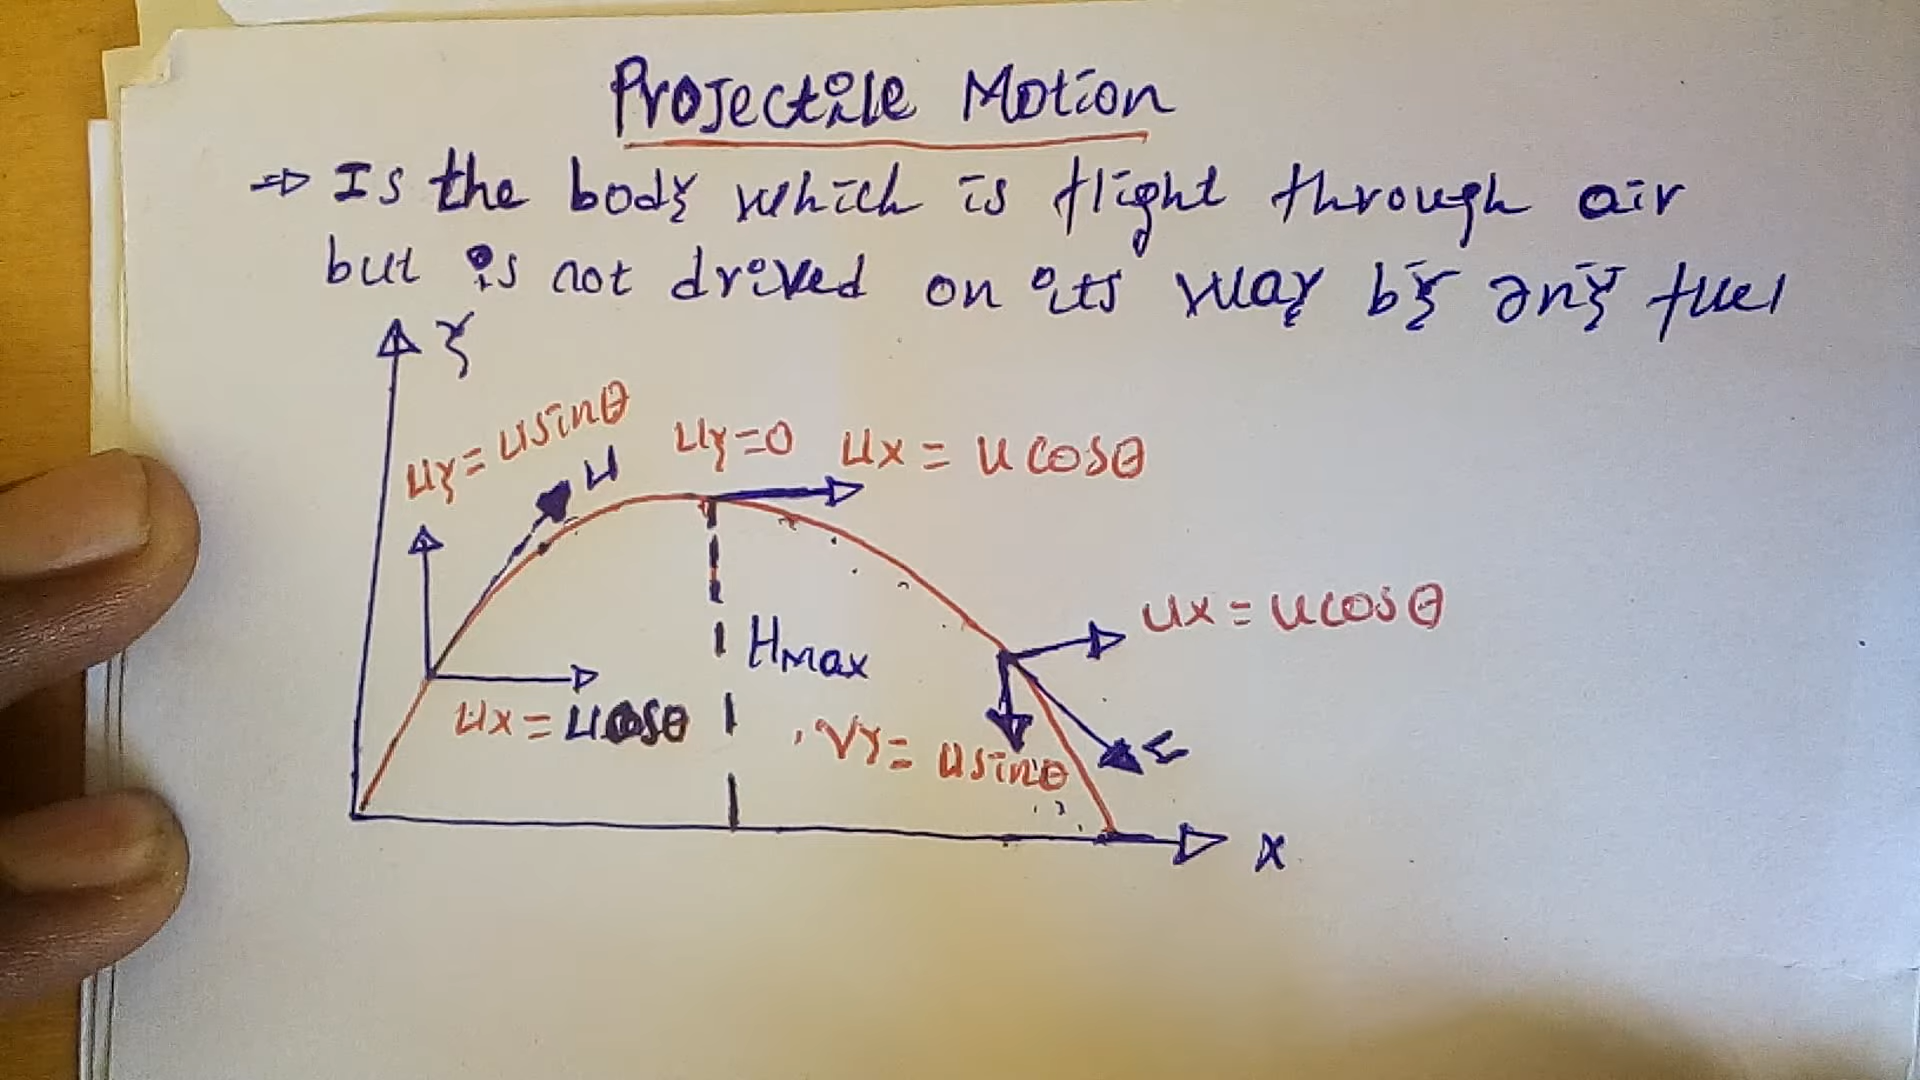 Projectile Motion
⇒ Is the body which is flight through air
but is not drived on its way by any fuel
y
uy = usinθ
u
uy=0 ux = u cosθ
ux = ucosθ
Hmax
ux = ucosθ
Vy = usinθ
u
x